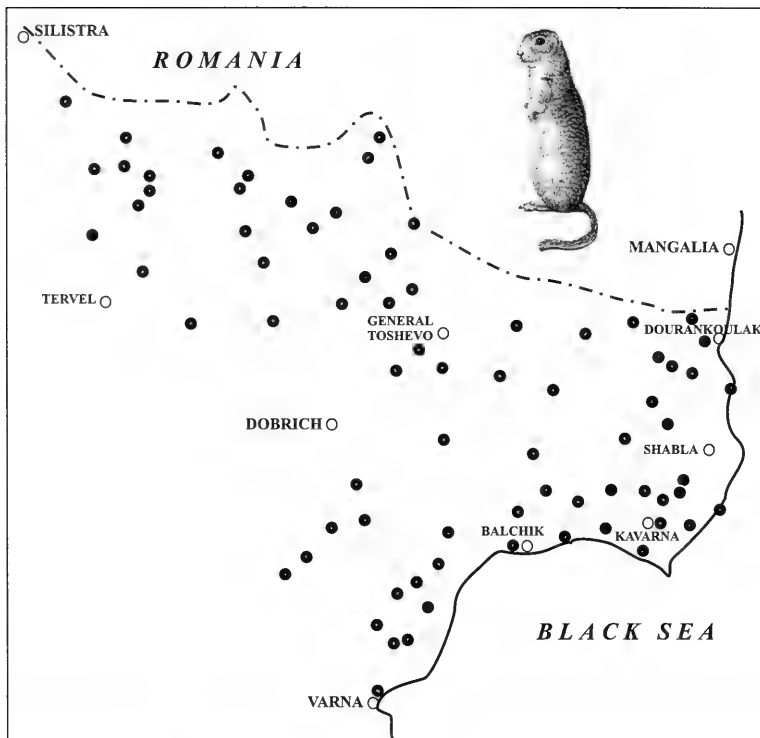 SILISTRA
ROMANIA
MANGALIA
TERVEL
GENERAL
TOSHEVO
DOURANKOULAK
DOBRICH
SHABLA
BALCHIK
KAVARNA
BLACK SEA
VARNA